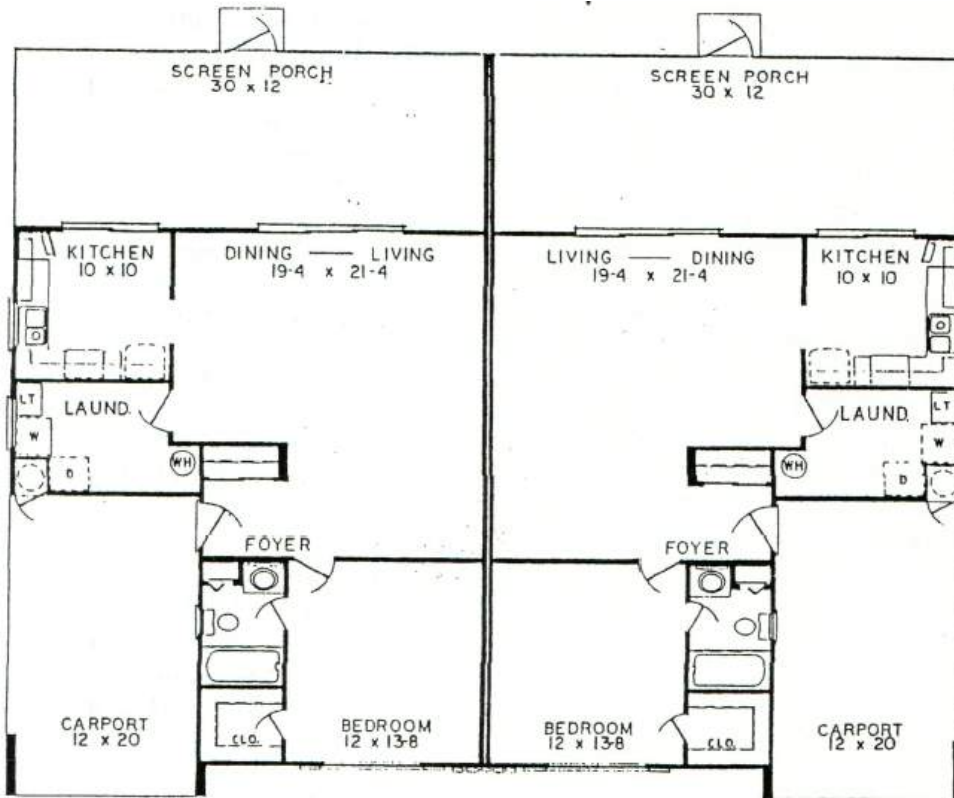 SCREEN PORCH
30 x 12
SCREEN PORCH
30 x 12
KITCHEN
10 x 10
DINING — LIVING
19-4 x 21-4
LIVING — DINING
19-4 x 21-4
KITCHEN
10 x 10
LT
LAUND.
W
D
WH
LAUND.
LT
W
WH
D
FOYER
FOYER
CARPORT
12 x 20
CLO.
BEDROOM
12 x 13-8
BEDROOM
12 x 13-8
CLO.
CARPORT
12 x 20